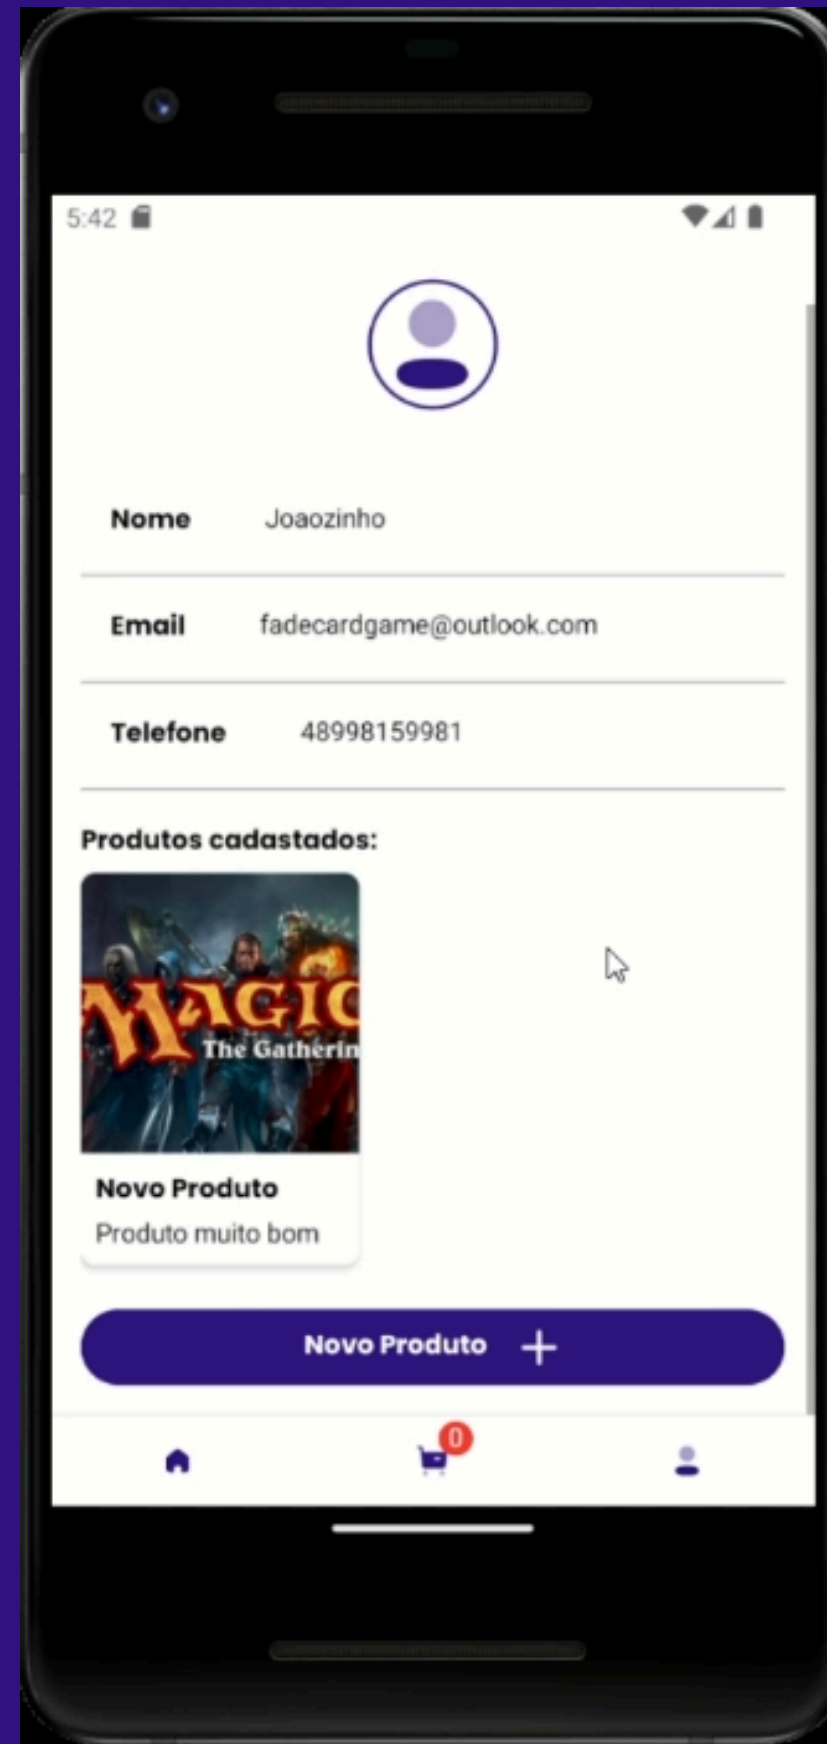 5:42
Nome Joaozinho
Email fadecardgame@outlook.com
Telefone 48998159981
Produtos cadastados:
MAGIC
The Gatherin
Novo Produto
Produto muito bom
Novo Produto +
0